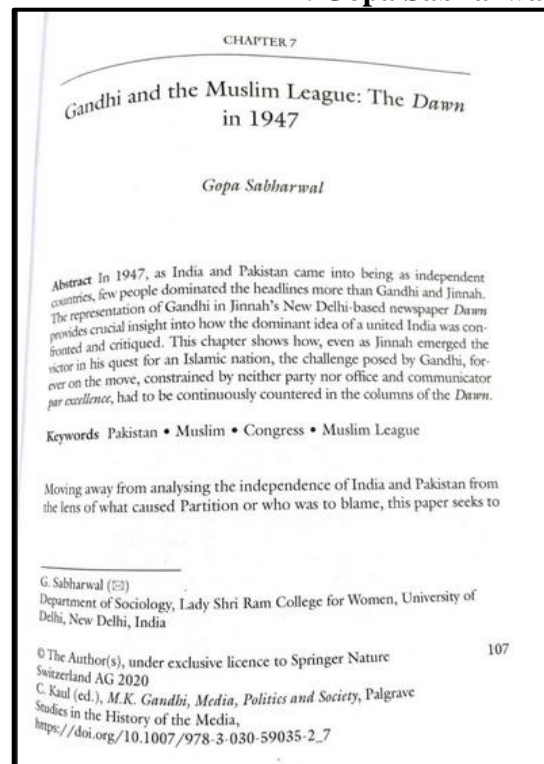 Gopa Sabharwal
CHAPTER 7
Gandhi and the Muslim League: The Dawn
in 1947
Gopa Sabharwal
Abstract In 1947, as India and Pakistan came into being as independent
countries, few people dominated the headlines more than Gandhi and Jinnah.
The representation of Gandhi in Jinnah's New Delhi-based newspaper Dawn
provides crucial insight into how the dominant idea of a united India was con-
fronted and critiqued. This chapter shows how, even as Jinnah emerged the
victor in his quest for an Islamic nation, the challenge posed by Gandhi, for-
ever on the move, constrained by neither party nor office and communicator
par excellence, had to be continuously countered in the columns of the Dawn.
Keywords Pakistan • Muslim • Congress • Muslim League
Moving away from analysing the independence of India and Pakistan from
the lens of what caused Partition or who was to blame, this paper seeks to
G. Sabharwal (✉)
Department of Sociology, Lady Shri Ram College for Women, University of
Delhi, New Delhi, India
107
© The Author(s), under exclusive licence to Springer Nature
Switzerland AG 2020
C. Kaul (ed.), M.K. Gandhi, Media, Politics and Society, Palgrave
Studies in the History of the Media,
https://doi.org/10.1007/978-3-030-59035-2_7